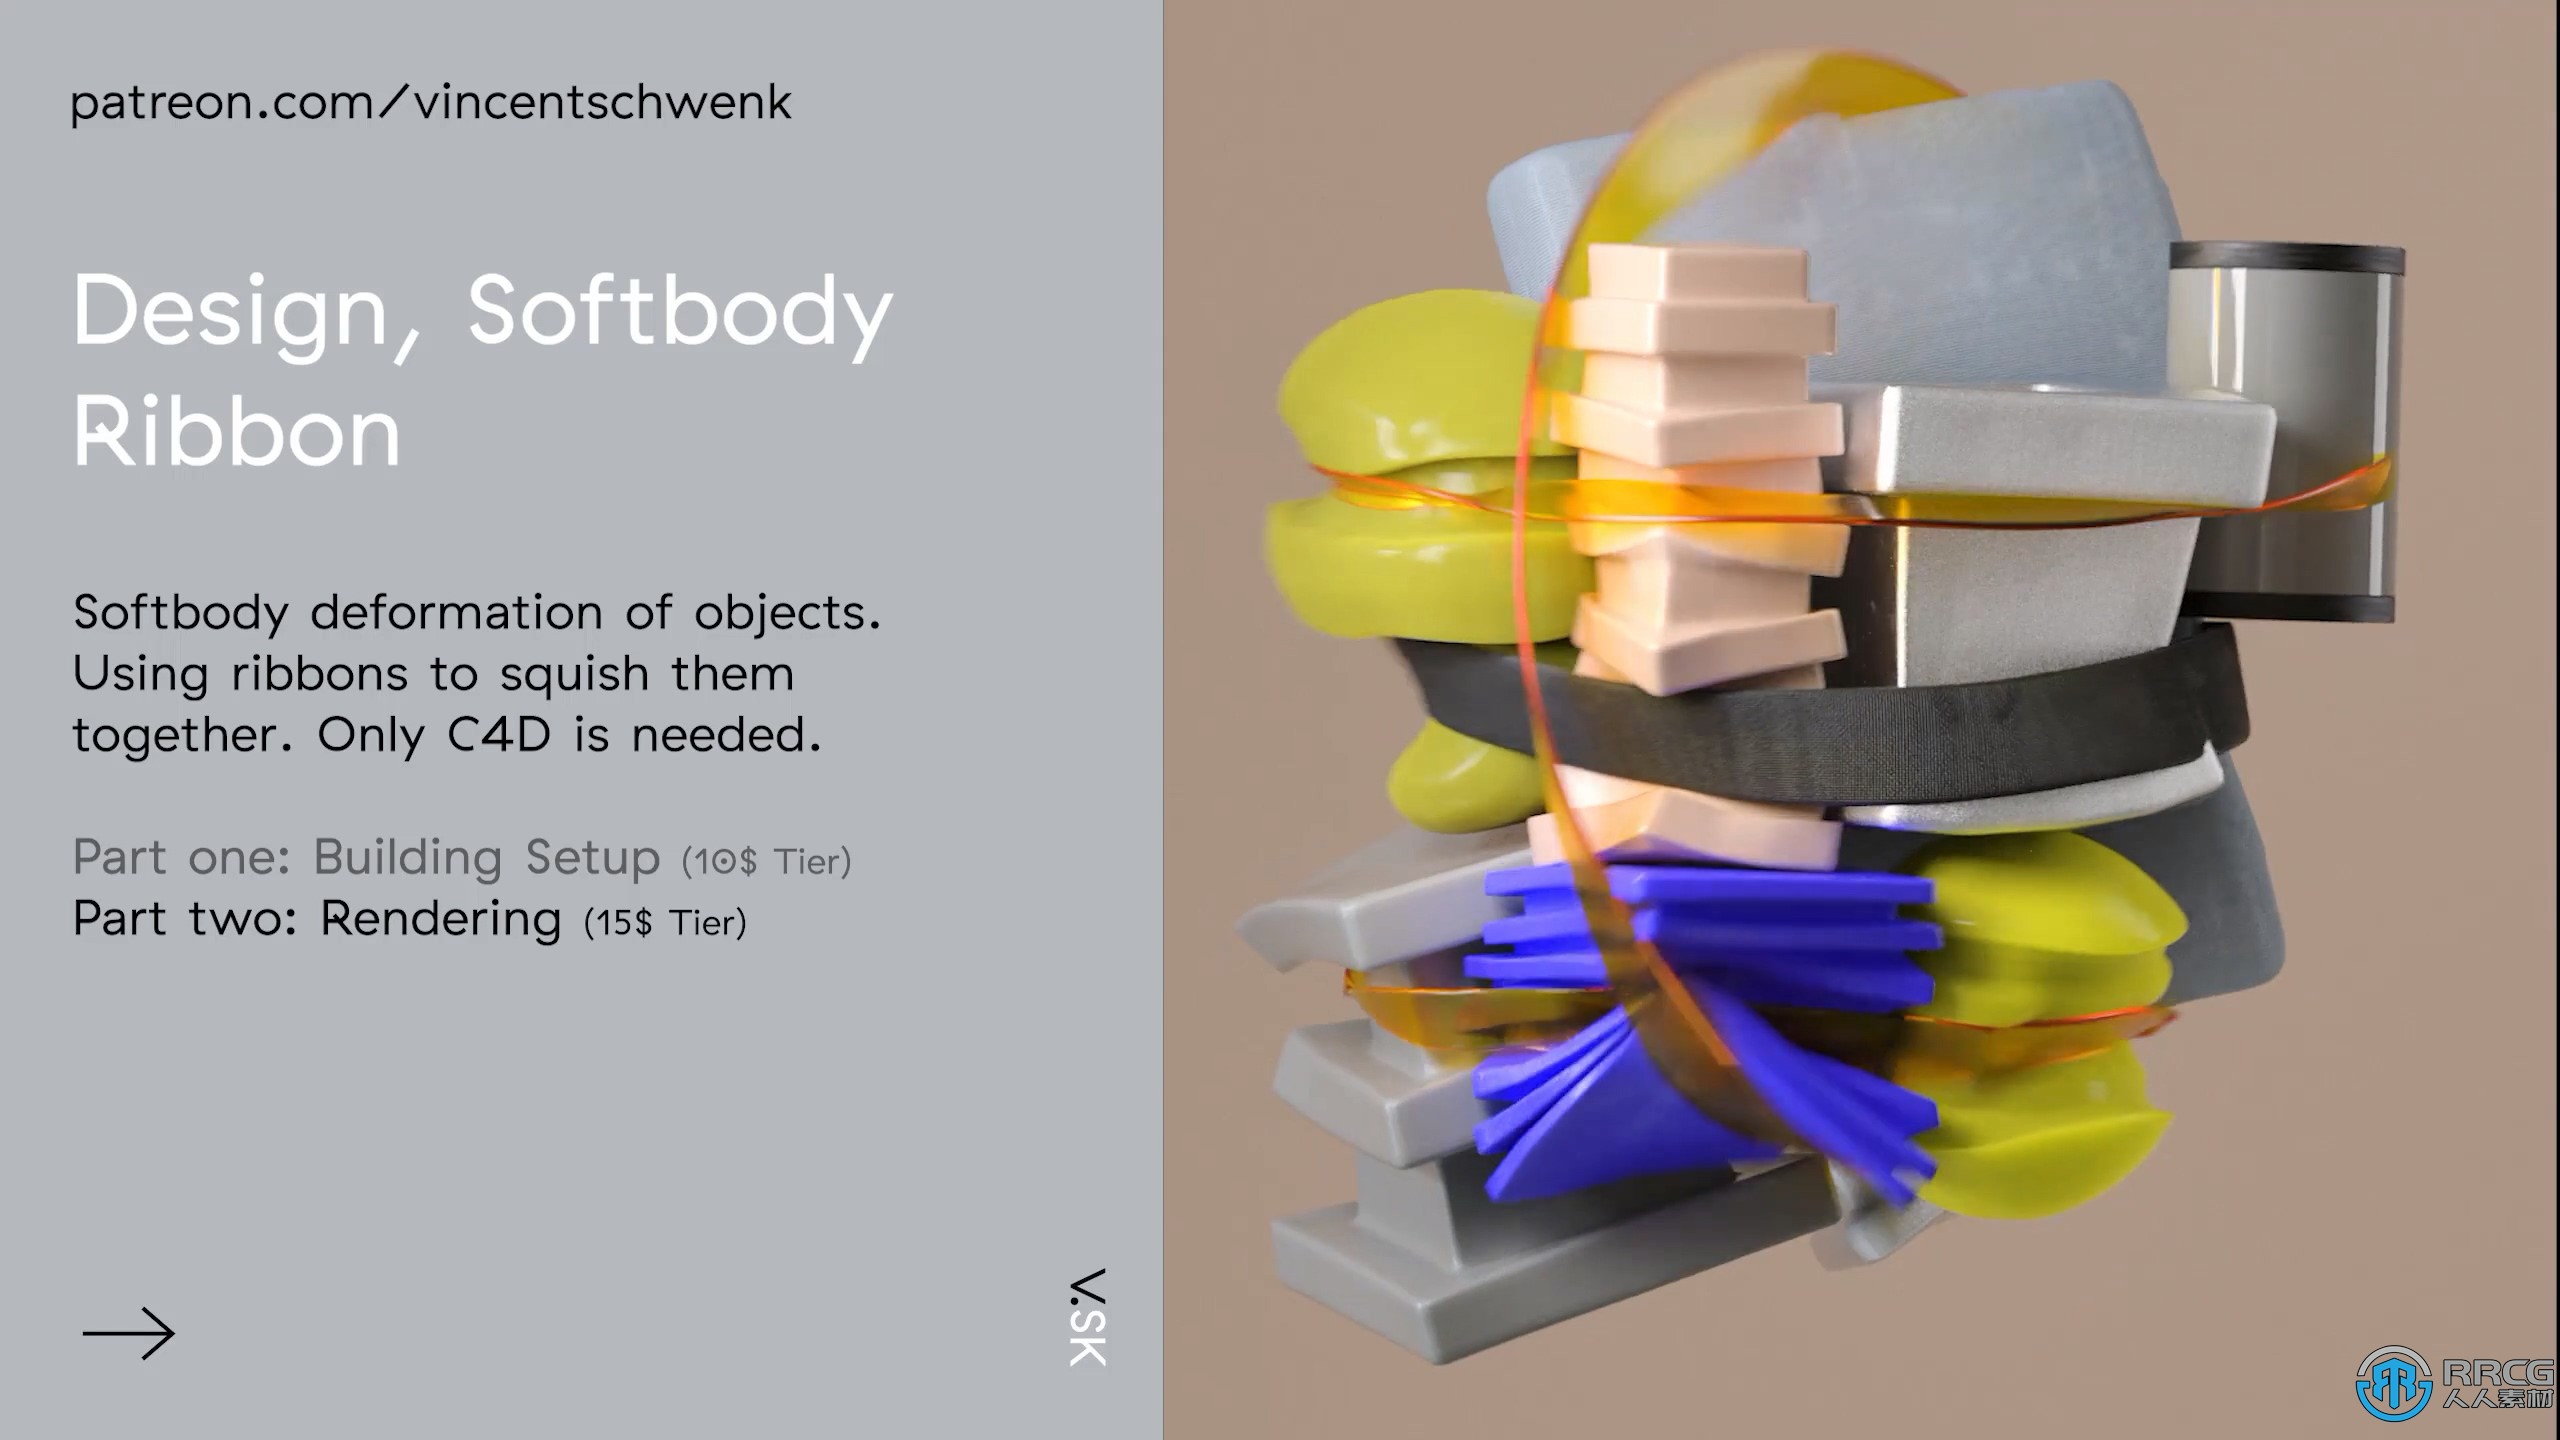 patreon.com/vincentschwenk
Design, Softbody
Ribbon
Softbody deformation of objects.
Using ribbons to squish them
together. Only C4D is needed.
Part one: Building Setup (10$ Tier)
Part two: Rendering (15$ Tier)
V.SK
RRCG
人人素材